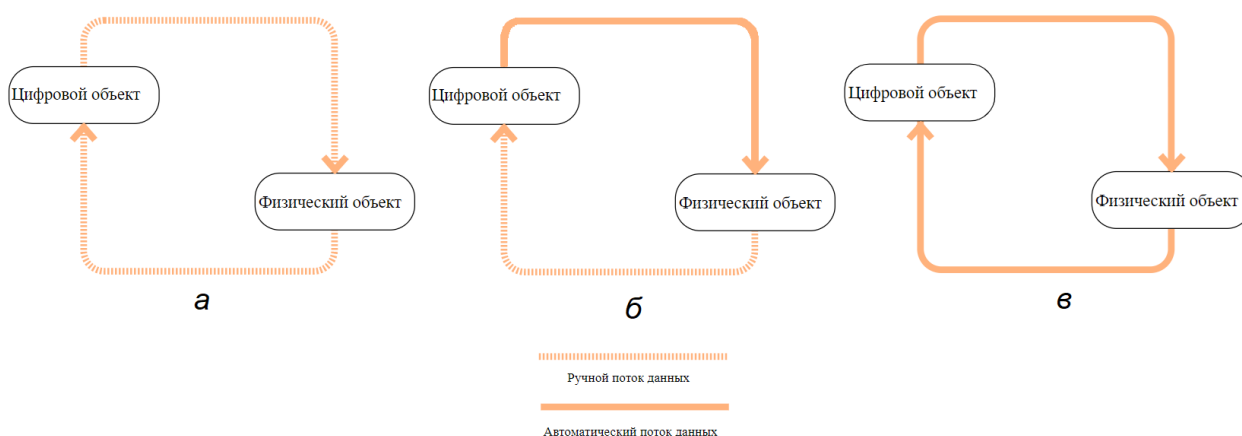 Цифровой объект
Физический объект
а
Цифровой объект
Физический объект
б
Цифровой объект
Физический объект
в
Ручной поток данных
Автоматический поток данных